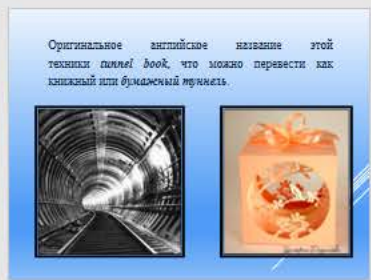 Оригинальное английское название этой
техники tunnel book, что можно перевести как
книжный или бумажный туннель.